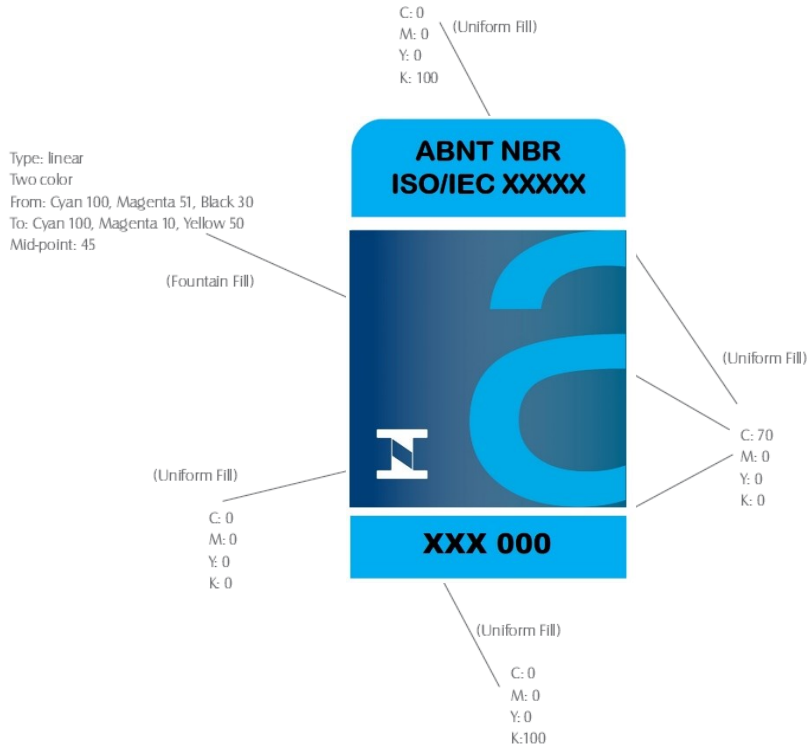 C: 0
M: 0
Y: 0
K: 100
(Uniform Fill)
ABNT NBR
ISO/IEC XXXXX
Type: linear
Two color
From: Cyan 100, Magenta 51, Black 30
To: Cyan 100, Magenta 10, Yellow 50
Mid-point: 45
(Fountain Fill)
a
(Uniform Fill)
C: 70
M: 0
Y: 0
K: 0
(Uniform Fill)
C: 0
M: 0
Y: 0
K: 0
XXX 000
(Uniform Fill)
C: 0
M: 0
Y: 0
K:100